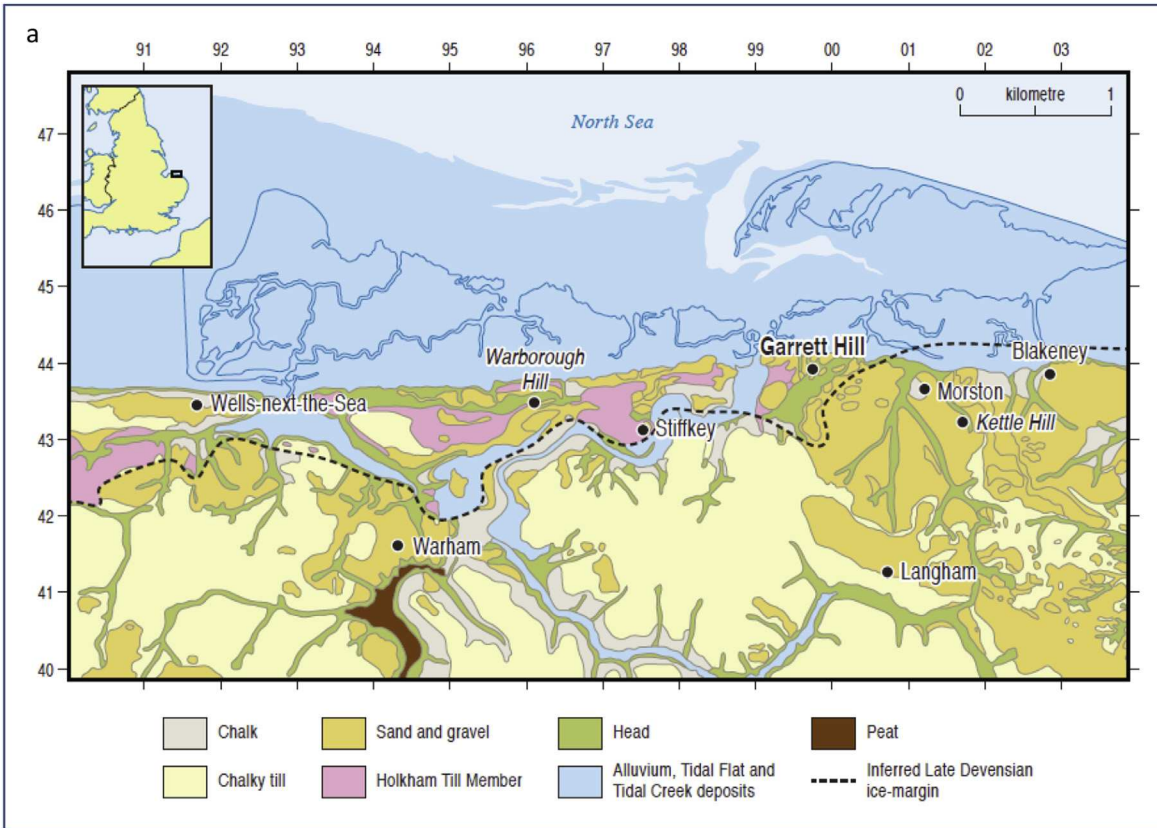 a
91 92 93 94 95 96 97 98 99 00 01 02 03
0 kilometre 1
47
North Sea
46
45
44
Garrett Hill
Blakeney
Warborough
Hill
Morston
Wells-next-the-Sea
Kettle Hill
43
Stiffkey
42
Warham
Langham
41
40
Chalk
Sand and gravel
Head
Peat
Chalky till
Holkham Till Member
Alluvium, Tidal Flat and
Tidal Creek deposits
Inferred Late Devensian
ice-margin